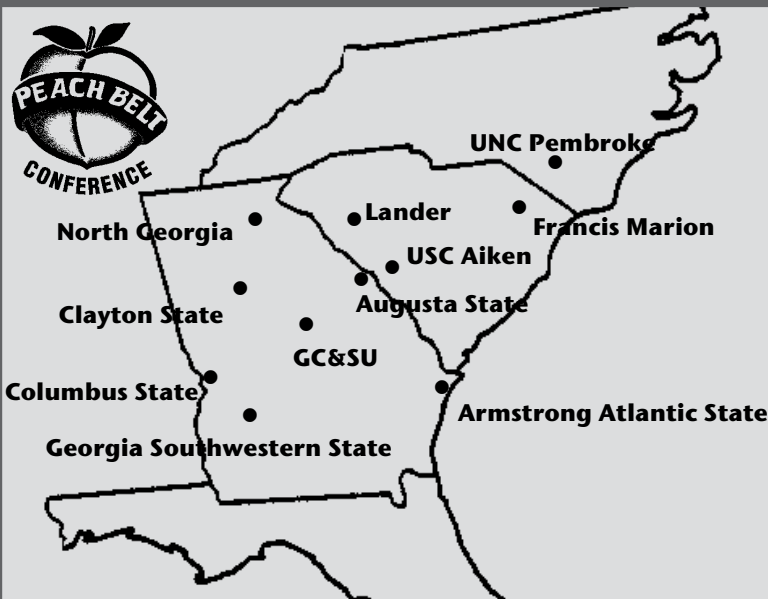 PEACH BELT
CONFERENCE
UNC Pembroke
Lander
Francis Marion
North Georgia
USC Aiken
Augusta State
Clayton State
GC&SU
Columbus State
Armstrong Atlantic State
Georgia Southwestern State